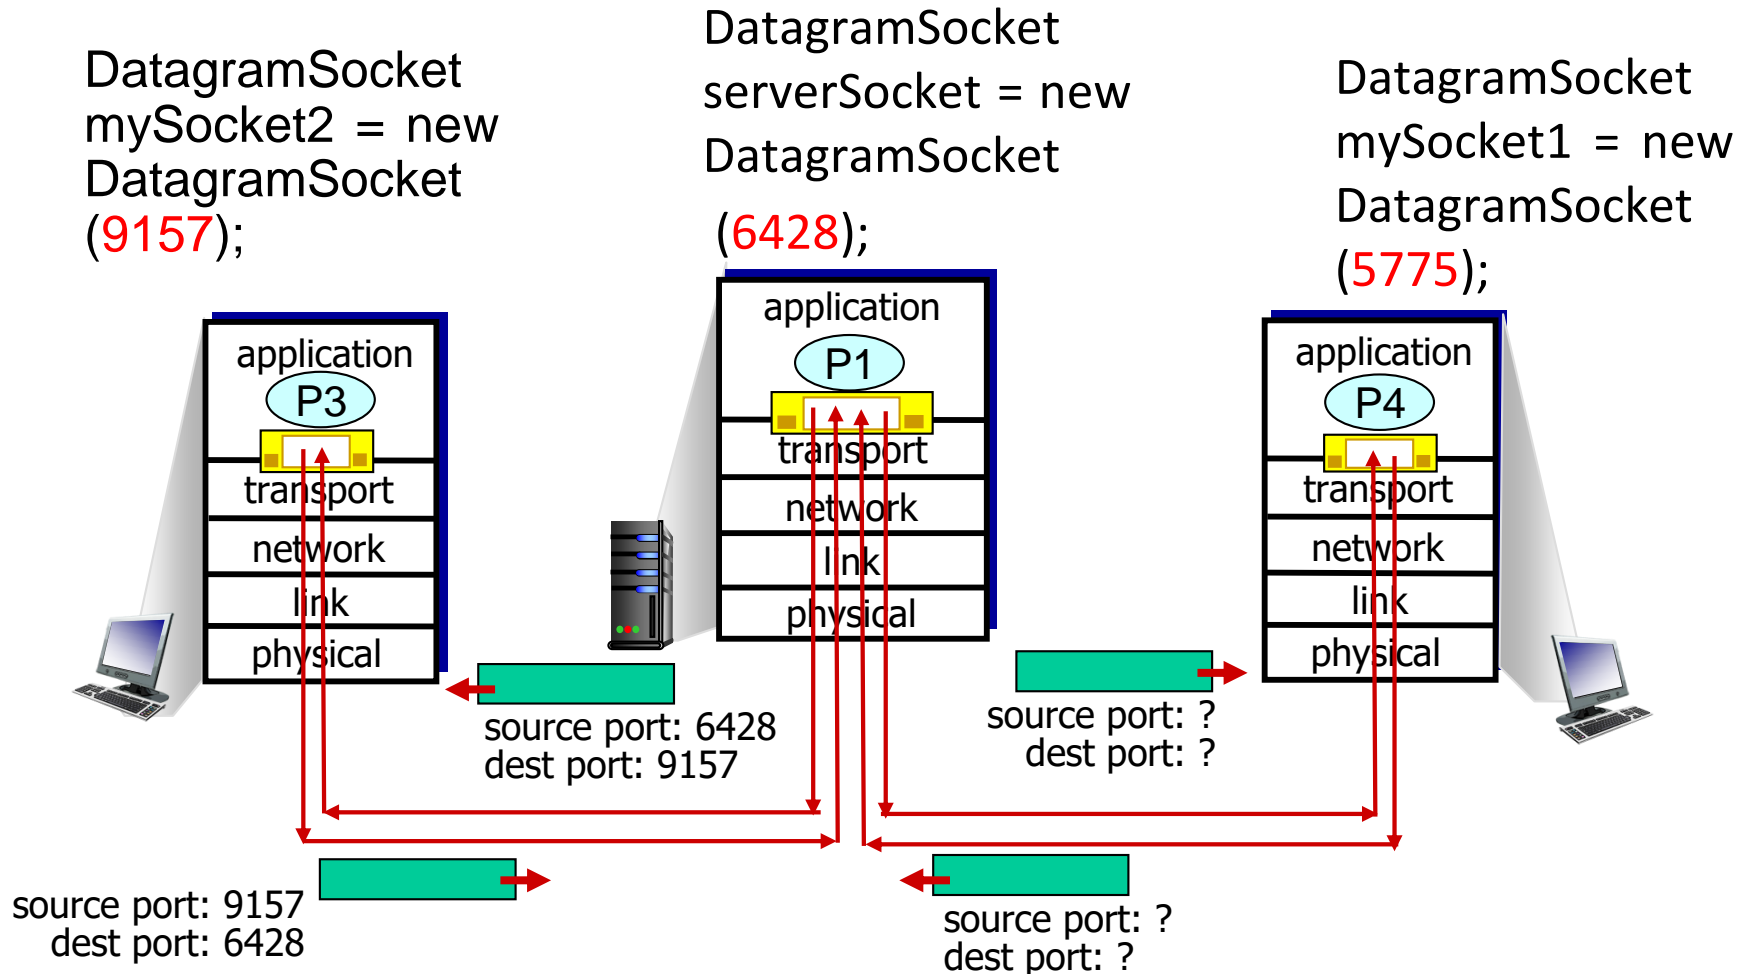 DatagramSocket
mySocket2 = new
DatagramSocket
(9157);
DatagramSocket
serverSocket = new
DatagramSocket
(6428);
DatagramSocket
mySocket1 = new
DatagramSocket
(5775);
application
P3
transport
network
link
physical
application
P1
transport
network
link
physical
application
P4
transport
network
link
physical
source port: 6428
dest port: 9157
source port: ?
dest port: ?
source port: 9157
dest port: 6428
source port: ?
dest port: ?